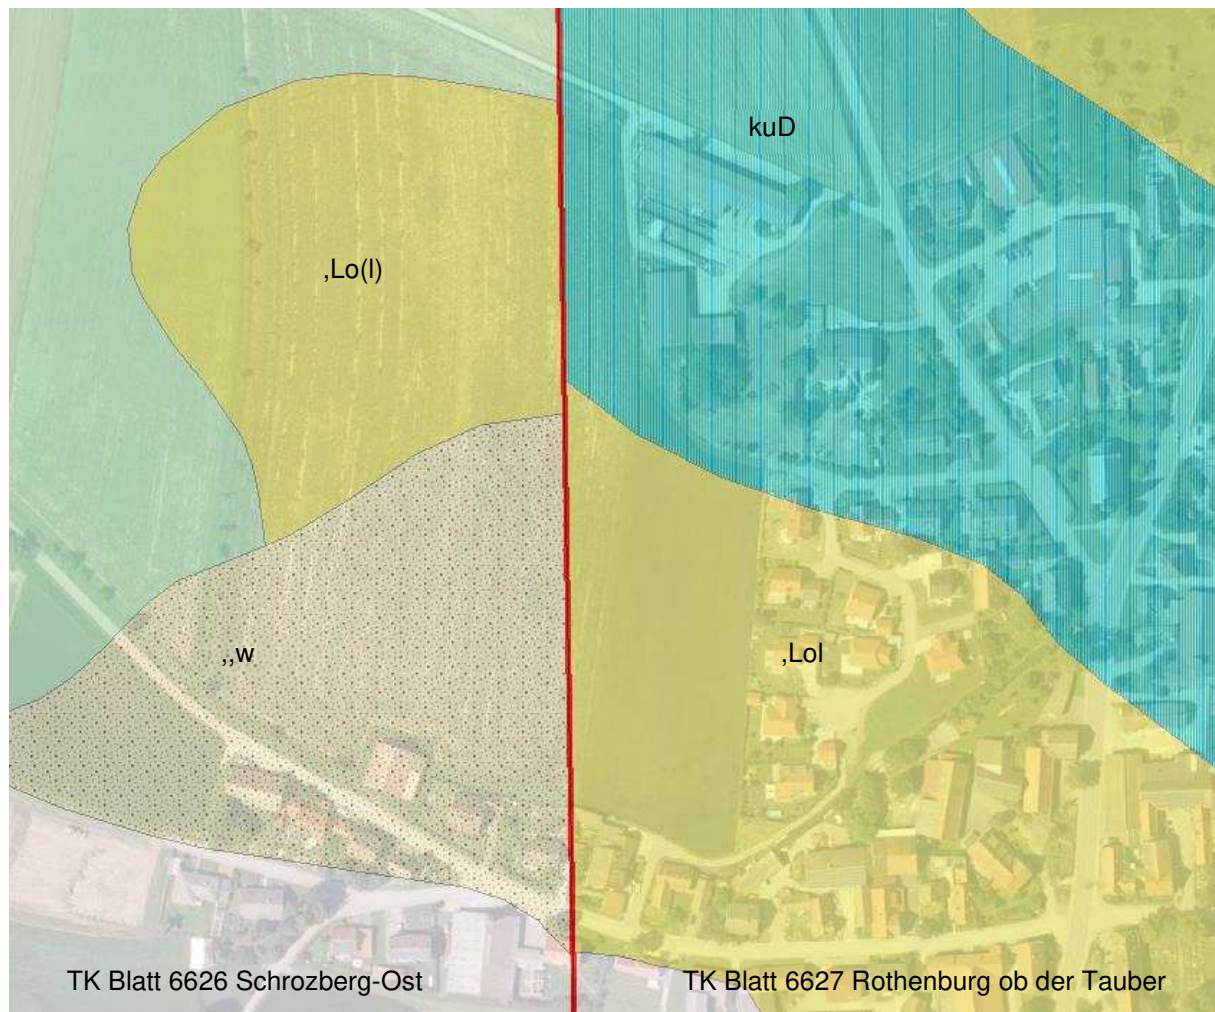 kuD
,Lo(l)
,,w
,Lol
TK Blatt 6626 Schrozberg-Ost
TK Blatt 6627 Rothenburg ob der Tauber